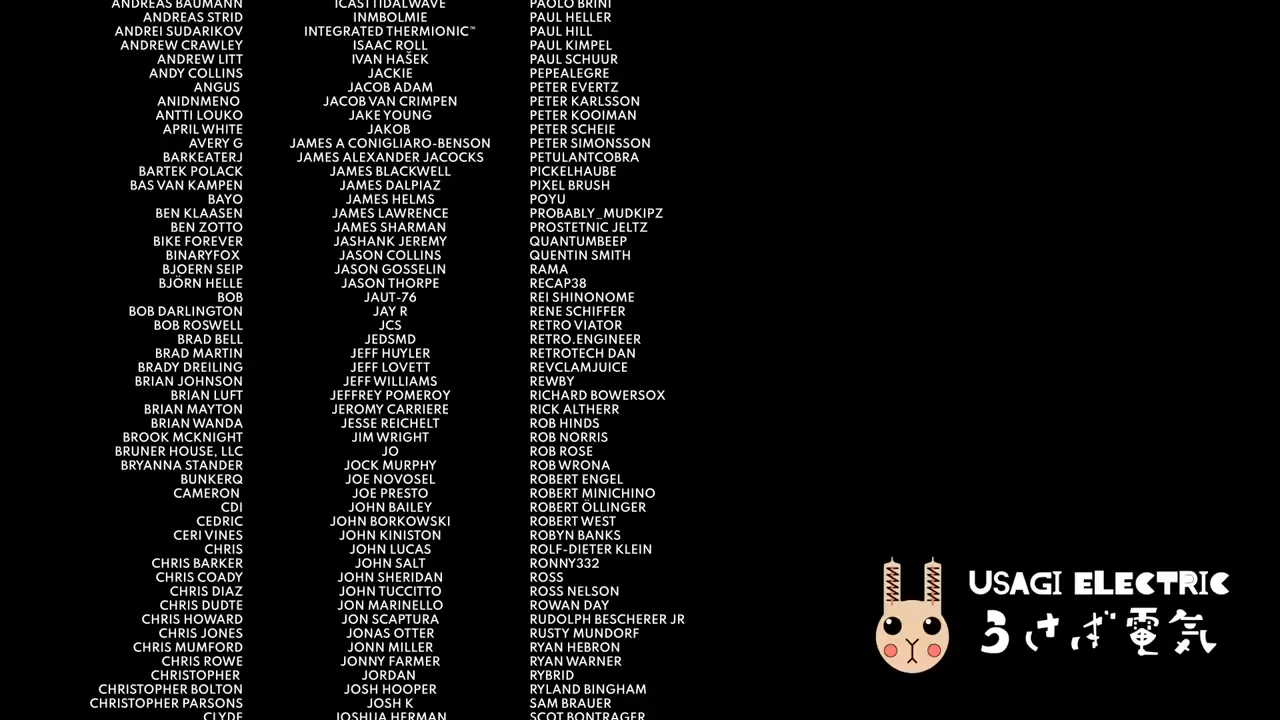 ANDREAS BAUMANN
ANDREAS STRID
ANDREI SUDARIKOV
ANDREW CRAWLEY
ANDREW LITT
ANDY COLLINS
ANGUS
ANIDNMENO
ANTTI LOUKO
APRIL WHITE
AVERY G
BARKEATERJ
BARTEK POLACK
BAS VAN KAMPEN
BAYO
BEN KLAASEN
BEN ZOTTO
BIKE FOREVER
BINARYFOX
BJOERN SEIP
BJÖRN HELLE
BOB
BOB DARLINGTON
BOB ROSWELL
BRAD BELL
BRAD MARTIN
BRADY DREILING
BRIAN JOHNSON
BRIAN LUFT
BRIAN MAYTON
BRIAN WANDA
BROOK MCKNIGHT
BRUNER HOUSE, LLC
BRYANNA STANDER
BUNKERQ
CAMERON
CDI
CEDRIC
CERI VINES
CHRIS
CHRIS BARKER
CHRIS COADY
CHRIS DIAZ
CHRIS DUDTE
CHRIS HOWARD
CHRIS JONES
CHRIS MUMFORD
CHRIS ROWE
CHRISTOPHER
CHRISTOPHER BOLTON
CHRISTOPHER PARSONS
CLYDE
ICASTTIDALWAVE
INMBOLMIE
INTEGRATED THERMIONIC™
ISAAC ROLL
IVAN HAŠEK
JACKIE
JACOB ADAM
JACOB VAN CRIMPEN
JAKE YOUNG
JAKOB
JAMES A CONIGLIARO-BENSON
JAMES ALEXANDER JACOCKS
JAMES BLACKWELL
JAMES DALPIAZ
JAMES HELMS
JAMES LAWRENCE
JAMES SHARMAN
JASHANK JEREMY
JASON COLLINS
JASON GOSSELIN
JASON THORPE
JAUT-76
JAY R
JCS
JEDSMD
JEFF HUYLER
JEFF LOVETT
JEFF WILLIAMS
JEFFREY POMEROY
JEROMY CARRIERE
JESSE REICHELT
JIM WRIGHT
JO
JOCK MURPHY
JOE NOVOSEL
JOE PRESTO
JOHN BAILEY
JOHN BORKOWSKI
JOHN KINISTON
JOHN LUCAS
JOHN SALT
JOHN SHERIDAN
JOHN TUCCITTO
JON MARINELLO
JON SCAPTURA
JONAS OTTER
JONN MILLER
JONNY FARMER
JORDAN
JOSH HOOPER
JOSH K
JOSHUA HERMAN
PAOLO BRINI
PAUL HELLER
PAUL HILL
PAUL KIMPEL
PAUL SCHUUR
PEPEALEGRE
PETER EVERTZ
PETER KARLSSON
PETER KOOIMAN
PETER SCHEIE
PETER SIMONSSON
PETULANTCOBRA
PICKELHAUBE
PIXEL BRUSH
POYU
PROBABLY_MUDKIPZ
PROSTETNIC JELTZ
QUANTUMBEEP
QUENTIN SMITH
RAMA
RECAP38
REI SHINONOME
RENE SCHIFFER
RETRO VIATOR
RETRO.ENGINEER
RETROTECH DAN
REVCLAMJUICE
REWBY
RICHARD BOWERSOX
RICK ALTHERR
ROB HINDS
ROB NORRIS
ROB ROSE
ROB WRONA
ROBERT ENGEL
ROBERT MINICHINO
ROBERT ÖLLINGER
ROBERT WEST
ROBYN BANKS
ROLF-DIETER KLEIN
RONNY332
ROSS
ROSS NELSON
ROWAN DAY
RUDOLPH BESCHERER JR
RUSTY MUNDORF
RYAN HEBRON
RYAN WARNER
RYBRID
RYLAND BINGHAM
SAM BRAUER
SCOT BONTRAGER
USAGI ELECTRIC
うさぎ電気